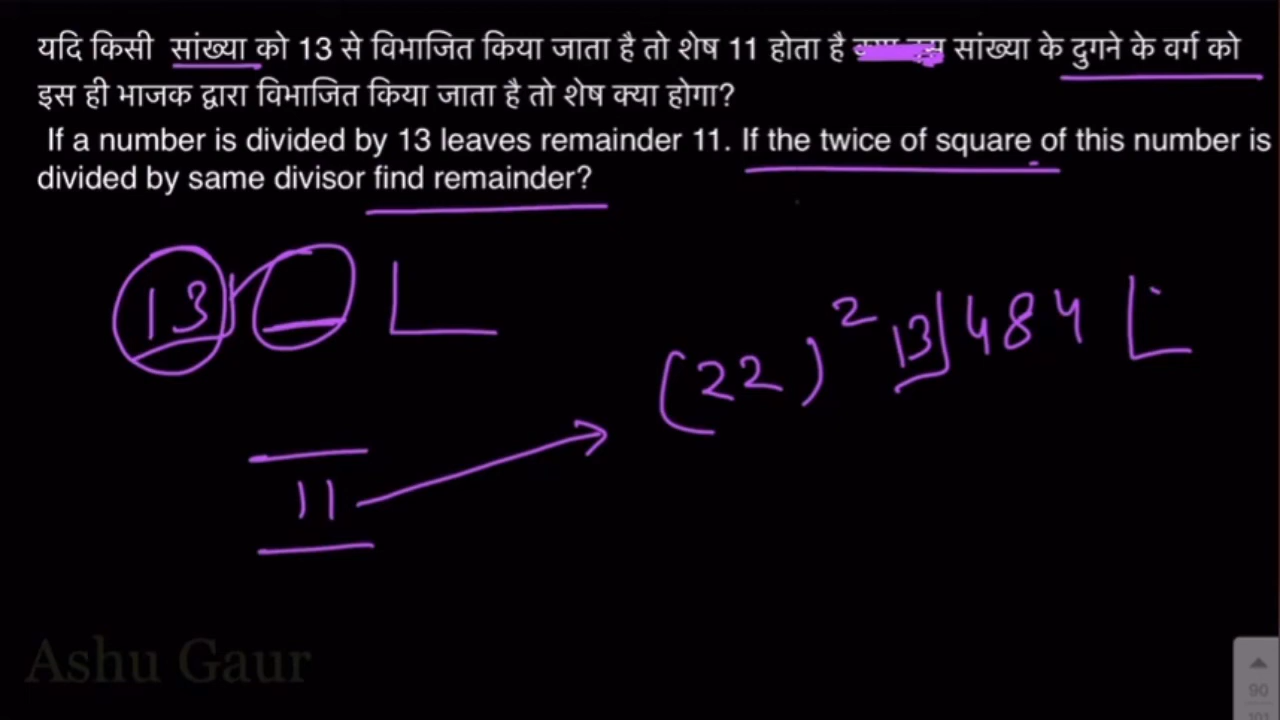 यदि किसी सांख्या को 13 से विभाजित किया जाता है तो शेष 11 होता है सांख्या के दुगने के वर्ग को
इस ही भाजक द्वारा विभाजित किया जाता है तो शेष क्या होगा?
If a number is divided by 13 leaves remainder 11. If the twice of square of this number is
divided by same divisor find remainder?
13
(22)² 13 484
11
Ashu Gaur
90